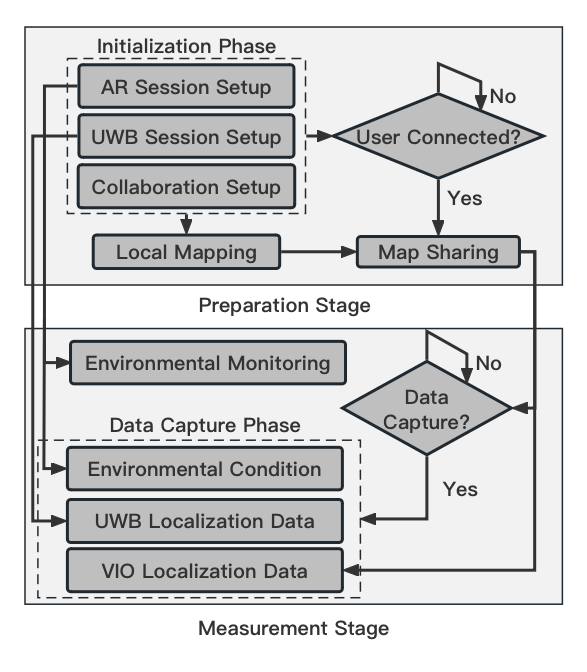 Initialization Phase
AR Session Setup
UWB Session Setup
Collaboration Setup
User Connected?
No
Yes
Local Mapping
Map Sharing
Preparation Stage
Environmental Monitoring
No
Data
Capture?
Data Capture Phase
Environmental Condition
Yes
UWB Localization Data
VIO Localization Data
Measurement Stage